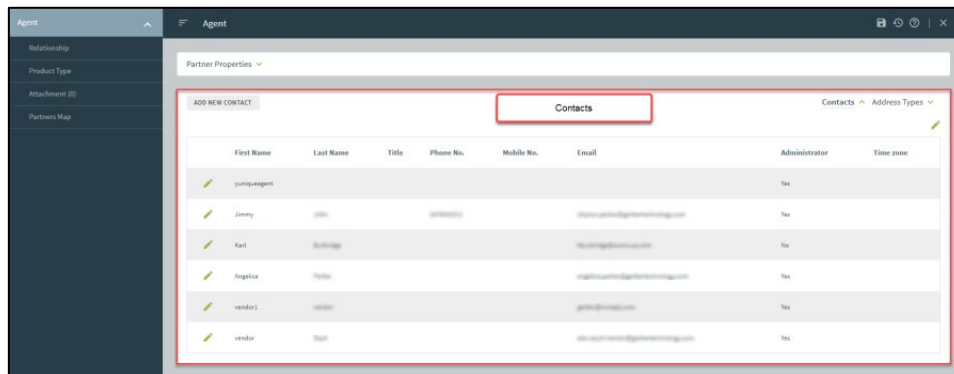 Agent
Agent
Relationship
Product Type
Attachment (0)
Partners Map
Partner Properties
ADD NEW CONTACT
Contacts
Contacts Address Types
First Name Last Name Title Phone No. Mobile No. Email Administrator Time zone
yuniqueagent Yes
Jimmy Yes
Karl No
Angelica Yes
vendor1 Yes
vendor Yes